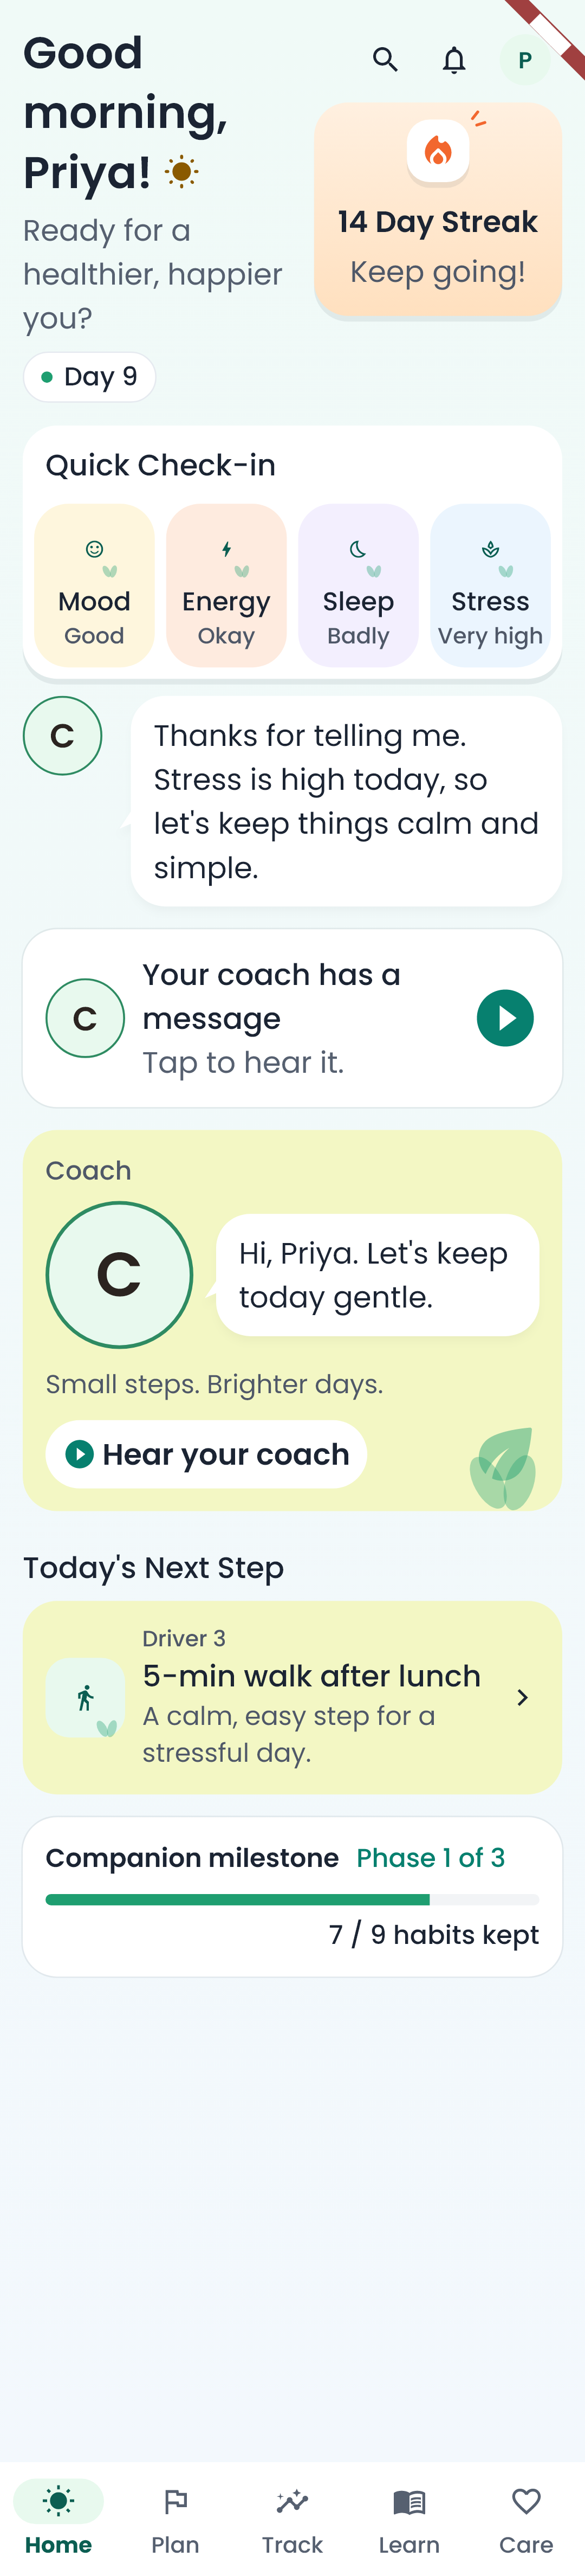 Good
morning,
Priya!
P
14 Day Streak
Keep going!
Ready for a
healthier, happier
you?
Day 9
Quick Check-in
Mood
Good
Energy
Okay
Sleep
Badly
Stress
Very high
C
Thanks for telling me.
Stress is high today, so
let's keep things calm and
simple.
C
Your coach has a
message
Tap to hear it.
Coach
C
Hi, Priya. Let's keep
today gentle.
Small steps. Brighter days.
Hear your coach
Today's Next Step
Driver 3
5-min walk after lunch
A calm, easy step for a
stressful day.
Companion milestone Phase 1 of 3
7 / 9 habits kept
Home Plan Track Learn Care